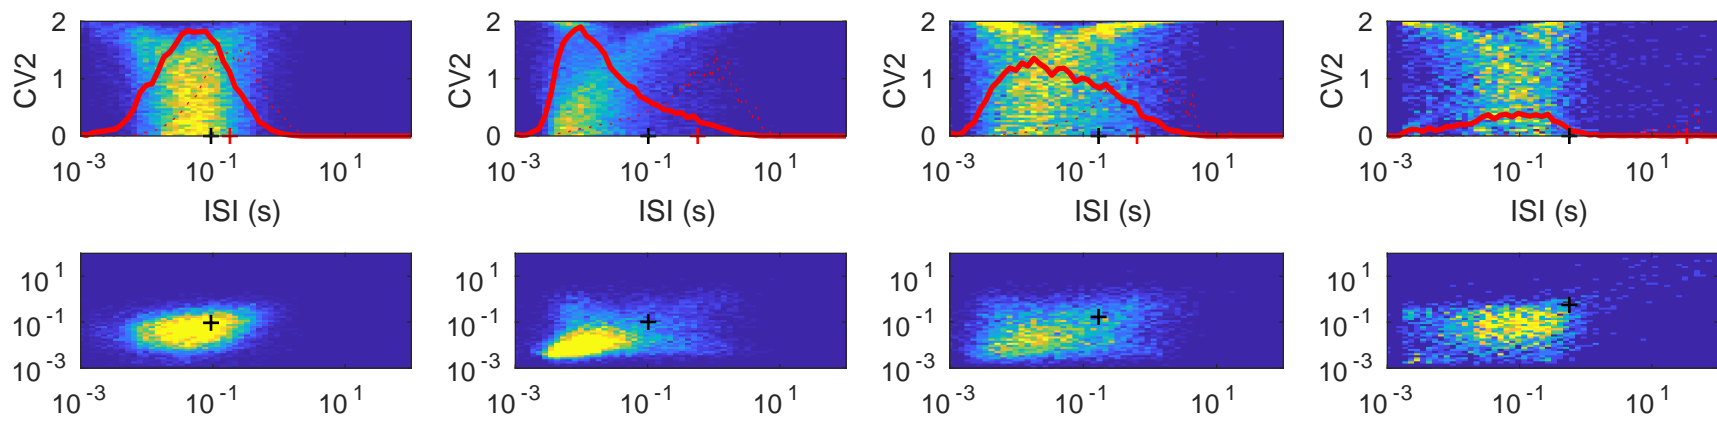 2 2 2 2
CV2 CV2 CV2 CV2
1 1 1 1
0 0 0 0
10^-3 10^-1 10^1 10^-3 10^-1 10^1 10^-3 10^-1 10^1 10^-3 10^-1 10^1
ISI (s) ISI (s) ISI (s) ISI (s)
10^1 10^1 10^1 10^1
10^-1 10^-1 10^-1 10^-1
10^-3 10^-3 10^-3 10^-3
10^-3 10^-1 10^1 10^-3 10^-1 10^1 10^-3 10^-1 10^1 10^-3 10^-1 10^1